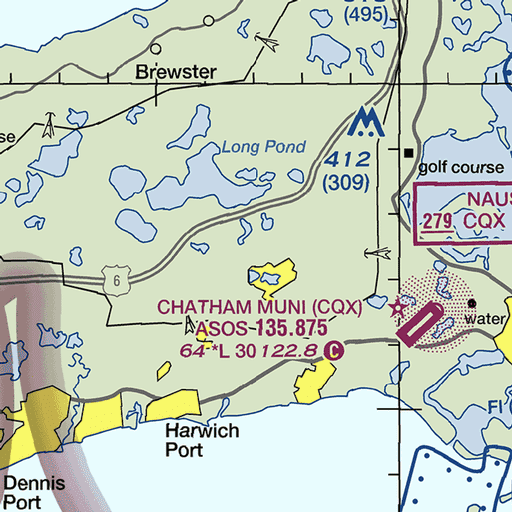 (495)
Brewster
Long Pond
412
(309)
golf course
NAUS
279 CQX
6
CHATHAM MUNI (CQX)
ASOS 135.875
64 *L 30 122.8 C
water
Harwich
Port
Fl (
Dennis
Port